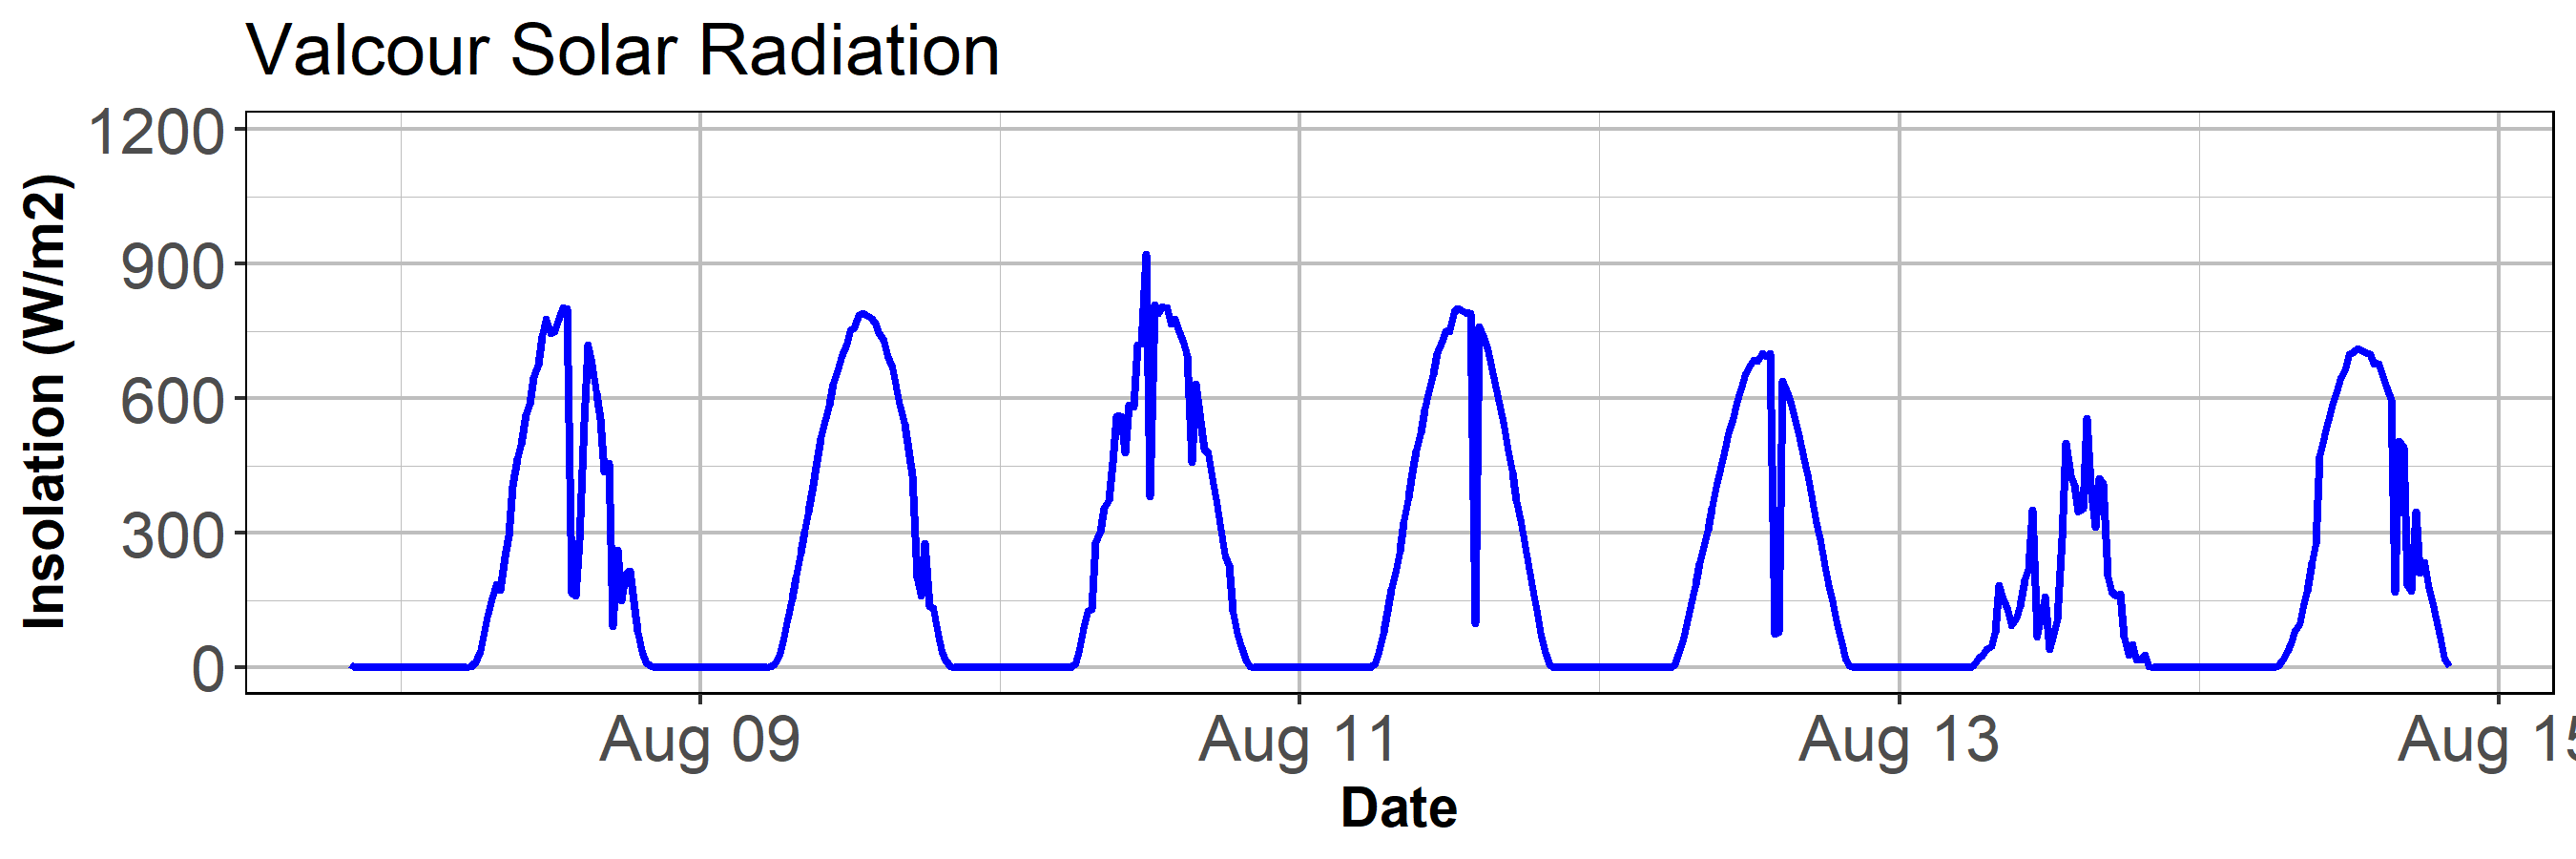 Valcour Solar Radiation
Insolation (W/m2)
1200
900
600
300
0
Aug 09 Aug 11 Aug 13 Aug 15
Date